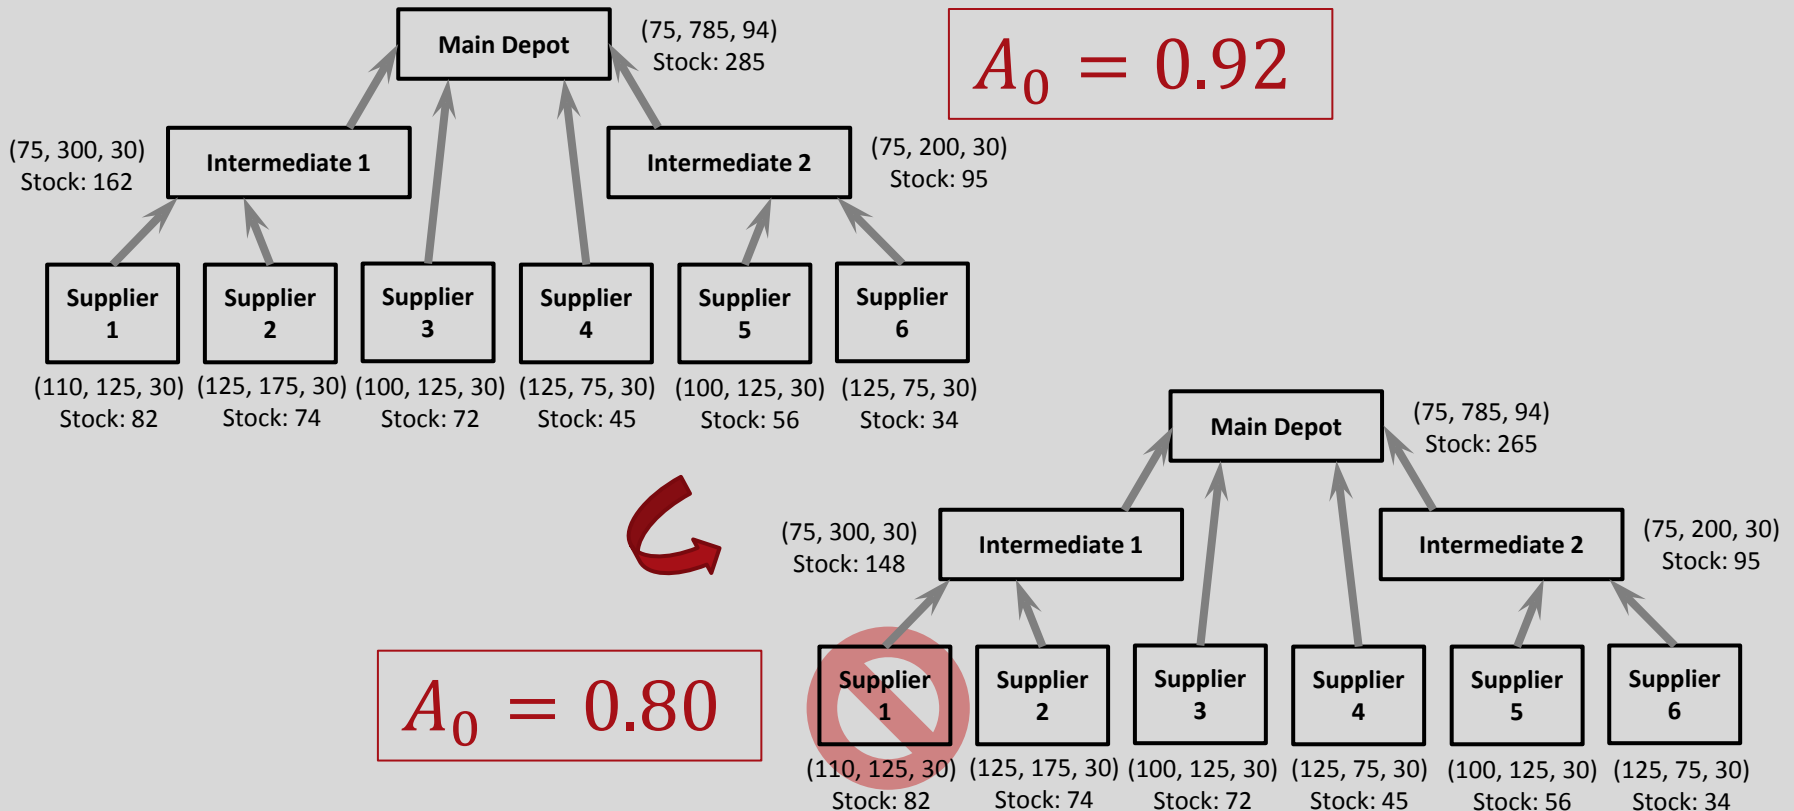 Main Depot
(75, 785, 94)
Stock: 285
A₀ = 0.92
(75, 300, 30)
Stock: 162
Intermediate 1
Intermediate 2
(75, 200, 30)
Stock: 95
Supplier
1
Supplier
2
Supplier
3
Supplier
4
Supplier
5
Supplier
6
(110, 125, 30)
Stock: 82
(125, 175, 30)
Stock: 74
(100, 125, 30)
Stock: 72
(125, 75, 30)
Stock: 45
(100, 125, 30)
Stock: 56
(125, 75, 30)
Stock: 34
Main Depot
(75, 785, 94)
Stock: 265
(75, 300, 30)
Stock: 148
Intermediate 1
Intermediate 2
(75, 200, 30)
Stock: 95
A₀ = 0.80
Supplier
1
Supplier
2
Supplier
3
Supplier
4
Supplier
5
Supplier
6
(110, 125, 30)
Stock: 82
(125, 175, 30)
Stock: 74
(100, 125, 30)
Stock: 72
(125, 75, 30)
Stock: 45
(100, 125, 30)
Stock: 56
(125, 75, 30)
Stock: 34